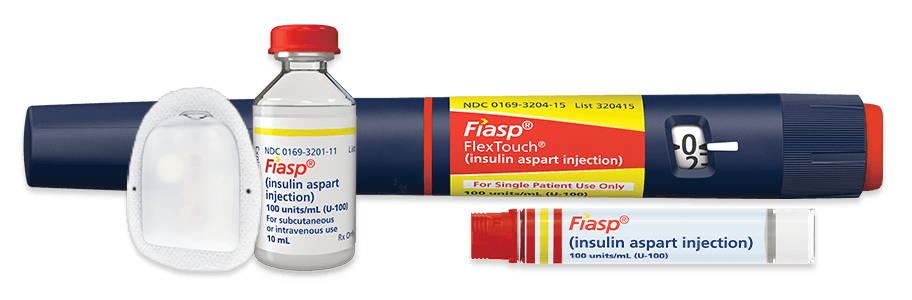 NDC 0169-3204-15 List 320415
Fiasp®
FlexTouch®
(insulin aspart injection)
For Single Patient Use Only
100 units/mL (U-100)
0
2
NDC 0169-3201-11 List
Fiasp®
(insulin aspart
injection)
100 units/mL (U-100)
For subcutaneous
or intravenous use
10 mL
Rx Only
Fiasp®
(insulin aspart injection)
100 units/mL (U-100)